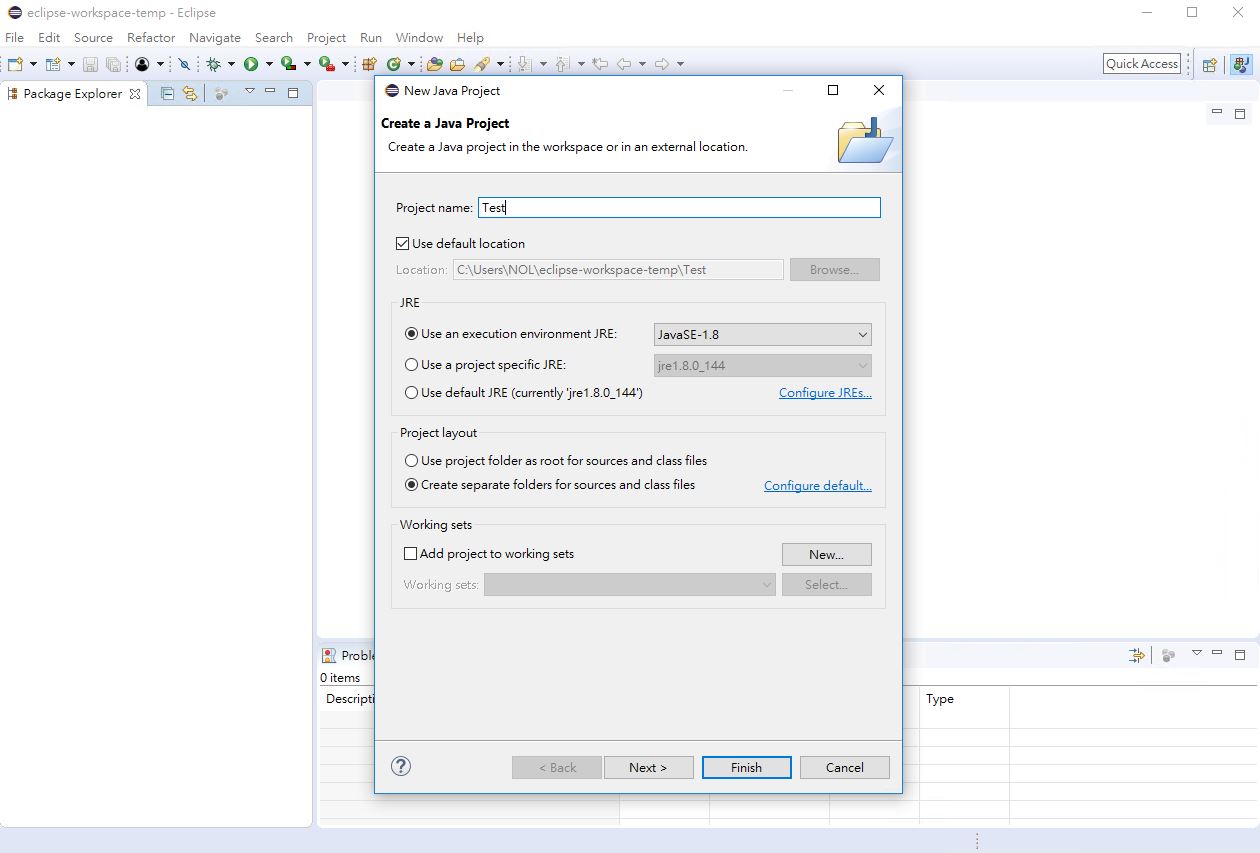 eclipse-workspace-temp - Eclipse
File Edit Source Refactor Navigate Search Project Run Window Help
Quick Access
Package Explorer
New Java Project
Create a Java Project
Create a Java project in the workspace or in an external location.
Project name: Test
Use default location
Location: C:\Users\NOL\eclipse-workspace-temp\Test Browse...
JRE
Use an execution environment JRE: JavaSE-1.8
Use a project specific JRE: jre1.8.0_144
Use default JRE (currently 'jre1.8.0_144') Configure JREs...
Project layout
Use project folder as root for sources and class files
Create separate folders for sources and class files Configure default...
Working sets
Add project to working sets New...
Working sets: Select...
Proble
0 items
Descripti Type
? < Back Next > Finish Cancel